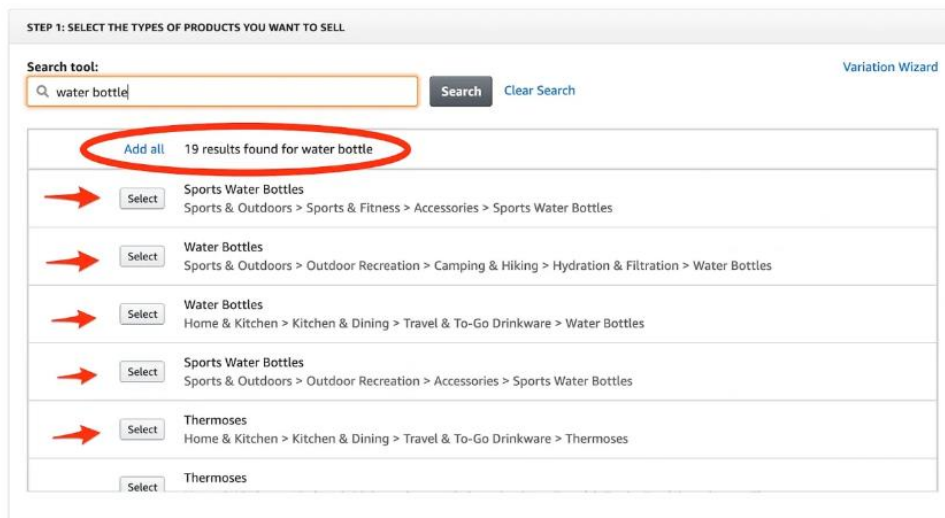 STEP 1: SELECT THE TYPES OF PRODUCTS YOU WANT TO SELL
Search tool:
Variation Wizard
water bottle
Search
Clear Search
Add all 19 results found for water bottle
Select
Sports Water Bottles
Sports & Outdoors > Sports & Fitness > Accessories > Sports Water Bottles
Select
Water Bottles
Sports & Outdoors > Outdoor Recreation > Camping & Hiking > Hydration & Filtration > Water Bottles
Select
Water Bottles
Home & Kitchen > Kitchen & Dining > Travel & To-Go Drinkware > Water Bottles
Select
Sports Water Bottles
Sports & Outdoors > Outdoor Recreation > Accessories > Sports Water Bottles
Select
Thermoses
Home & Kitchen > Kitchen & Dining > Travel & To-Go Drinkware > Thermoses
Select
Thermoses